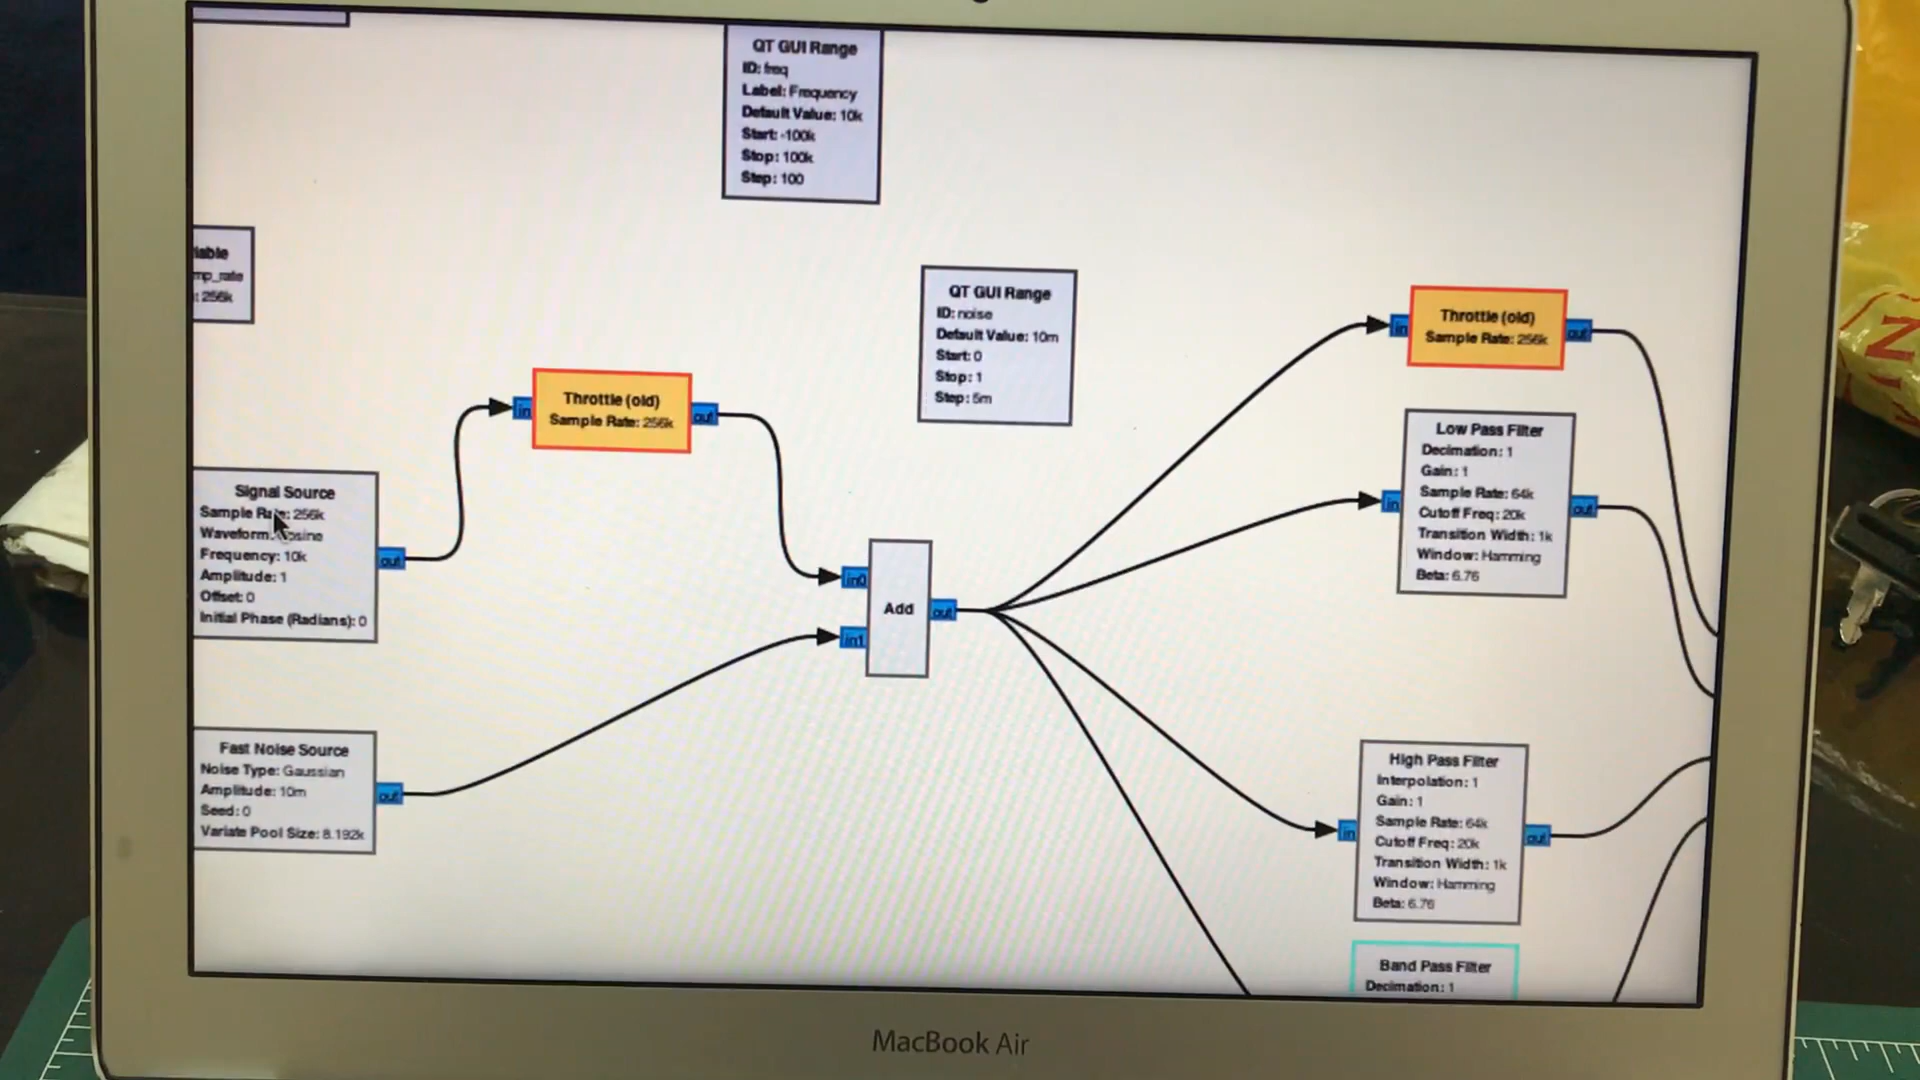 QT GUI Range
ID: freq
Label: Frequency
Default Value: 10k
Start: -100k
Stop: 100k
Step: 100
iable
mp_rate
: 256k
QT GUI Range
ID: noise
Default Value: 10m
Start: 0
Stop: 1
Step: 5m
Throttle (old)
Sample Rate: 256k
in
out
Throttle (old)
Sample Rate: 256k
in
out
Low Pass Filter
Decimation: 1
Gain: 1
Sample Rate: 64k
Cutoff Freq: 20k
Transition Width: 1k
Window: Hamming
Beta: 6.76
in
out
Signal Source
Sample Rate: 256k
Waveform: Cosine
Frequency: 10k
Amplitude: 1
Offset: 0
Initial Phase (Radians): 0
out
in0
in1
Add
out
Fast Noise Source
Noise Type: Gaussian
Amplitude: 10m
Seed: 0
Variate Pool Size: 8.192k
out
High Pass Filter
Interpolation: 1
Gain: 1
Sample Rate: 64k
Cutoff Freq: 20k
Transition Width: 1k
Window: Hamming
Beta: 6.76
in
out
Band Pass Filter
Decimation: 1
MacBook Air
N